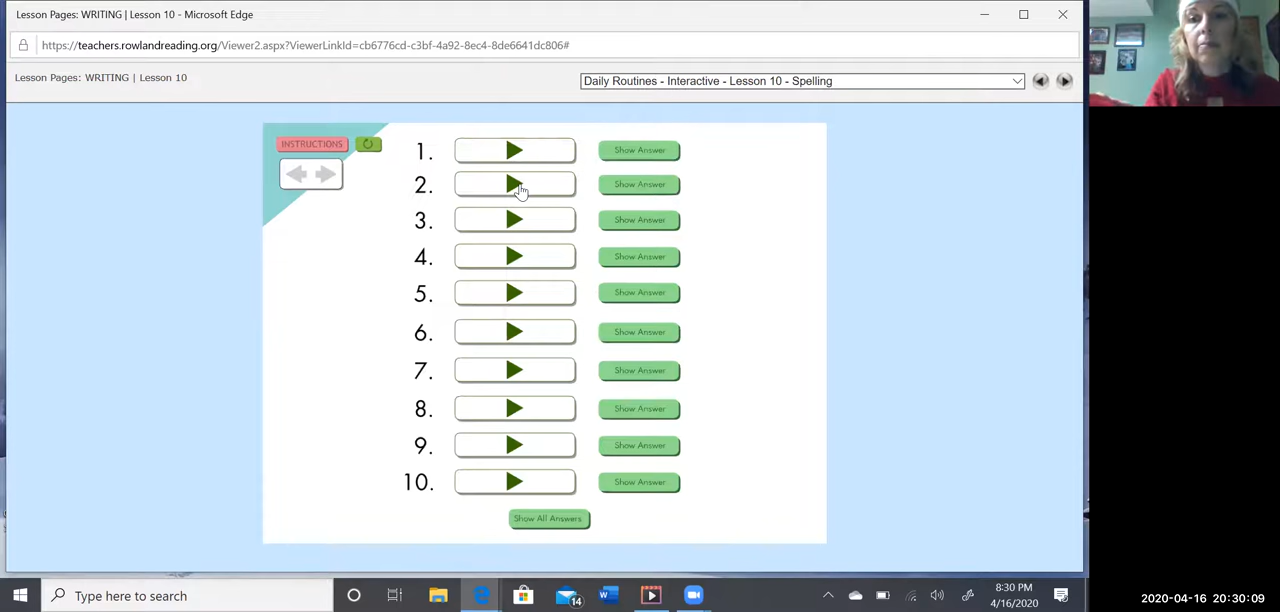 Lesson Pages: WRITING | Lesson 10 - Microsoft Edge
https://teachers.rowlandreading.org/Viewer2.aspx?ViewerLinkId=cb6776cd-c3bf-4a92-8ec4-8de6641dc806#
Lesson Pages: WRITING | Lesson 10
Daily Routines - Interactive - Lesson 10 - Spelling
INSTRUCTIONS
1. Show Answer
2. Show Answer
3. Show Answer
4. Show Answer
5. Show Answer
6. Show Answer
7. Show Answer
8. Show Answer
9. Show Answer
10. Show Answer
Show All Answers
Type here to search
14
8:30 PM
4/16/2020
2020-04-16 20:30:09